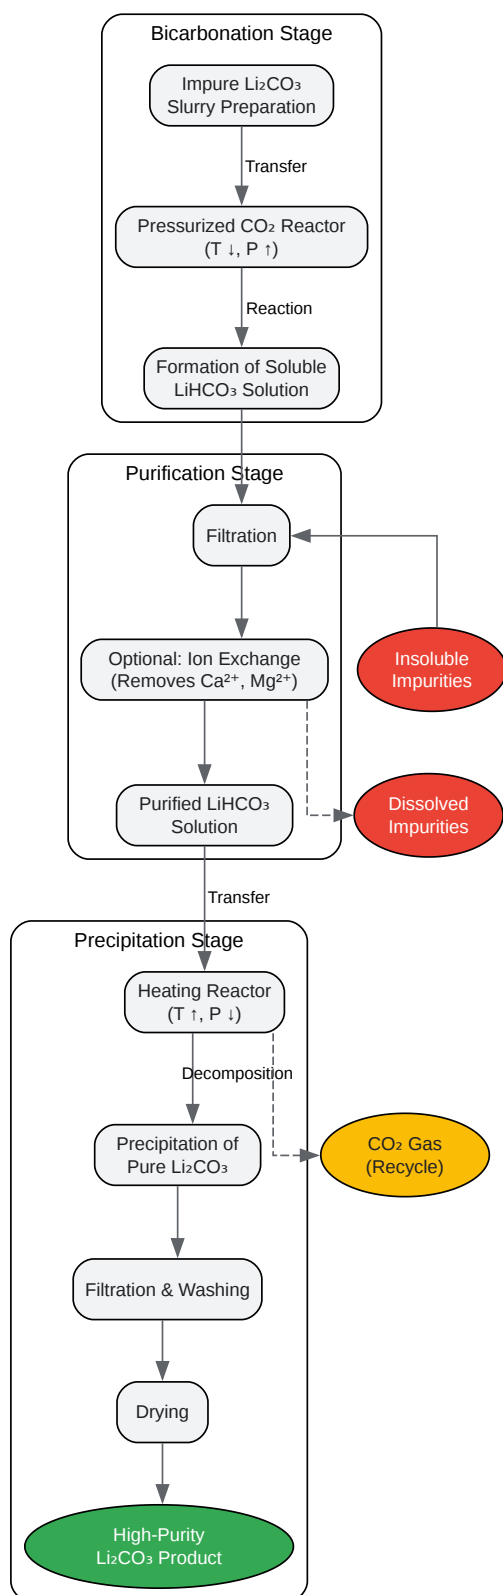 Bicarbonation Stage
Impure Li₂CO₃
Slurry Preparation
Transfer
Pressurized CO₂ Reactor
(T ↓, P ↑)
Reaction
Formation of Soluble
LiHCO₃ Solution
Purification Stage
Filtration
Optional: Ion Exchange
(Removes Ca²⁺, Mg²⁺)
Insoluble
Impurities
Purified LiHCO₃
Solution
Dissolved
Impurities
Transfer
Precipitation Stage
Heating Reactor
(T ↑, P ↓)
Decomposition
Precipitation of
Pure Li₂CO₃
CO₂ Gas
(Recycle)
Filtration & Washing
Drying
High-Purity
Li₂CO₃ Product